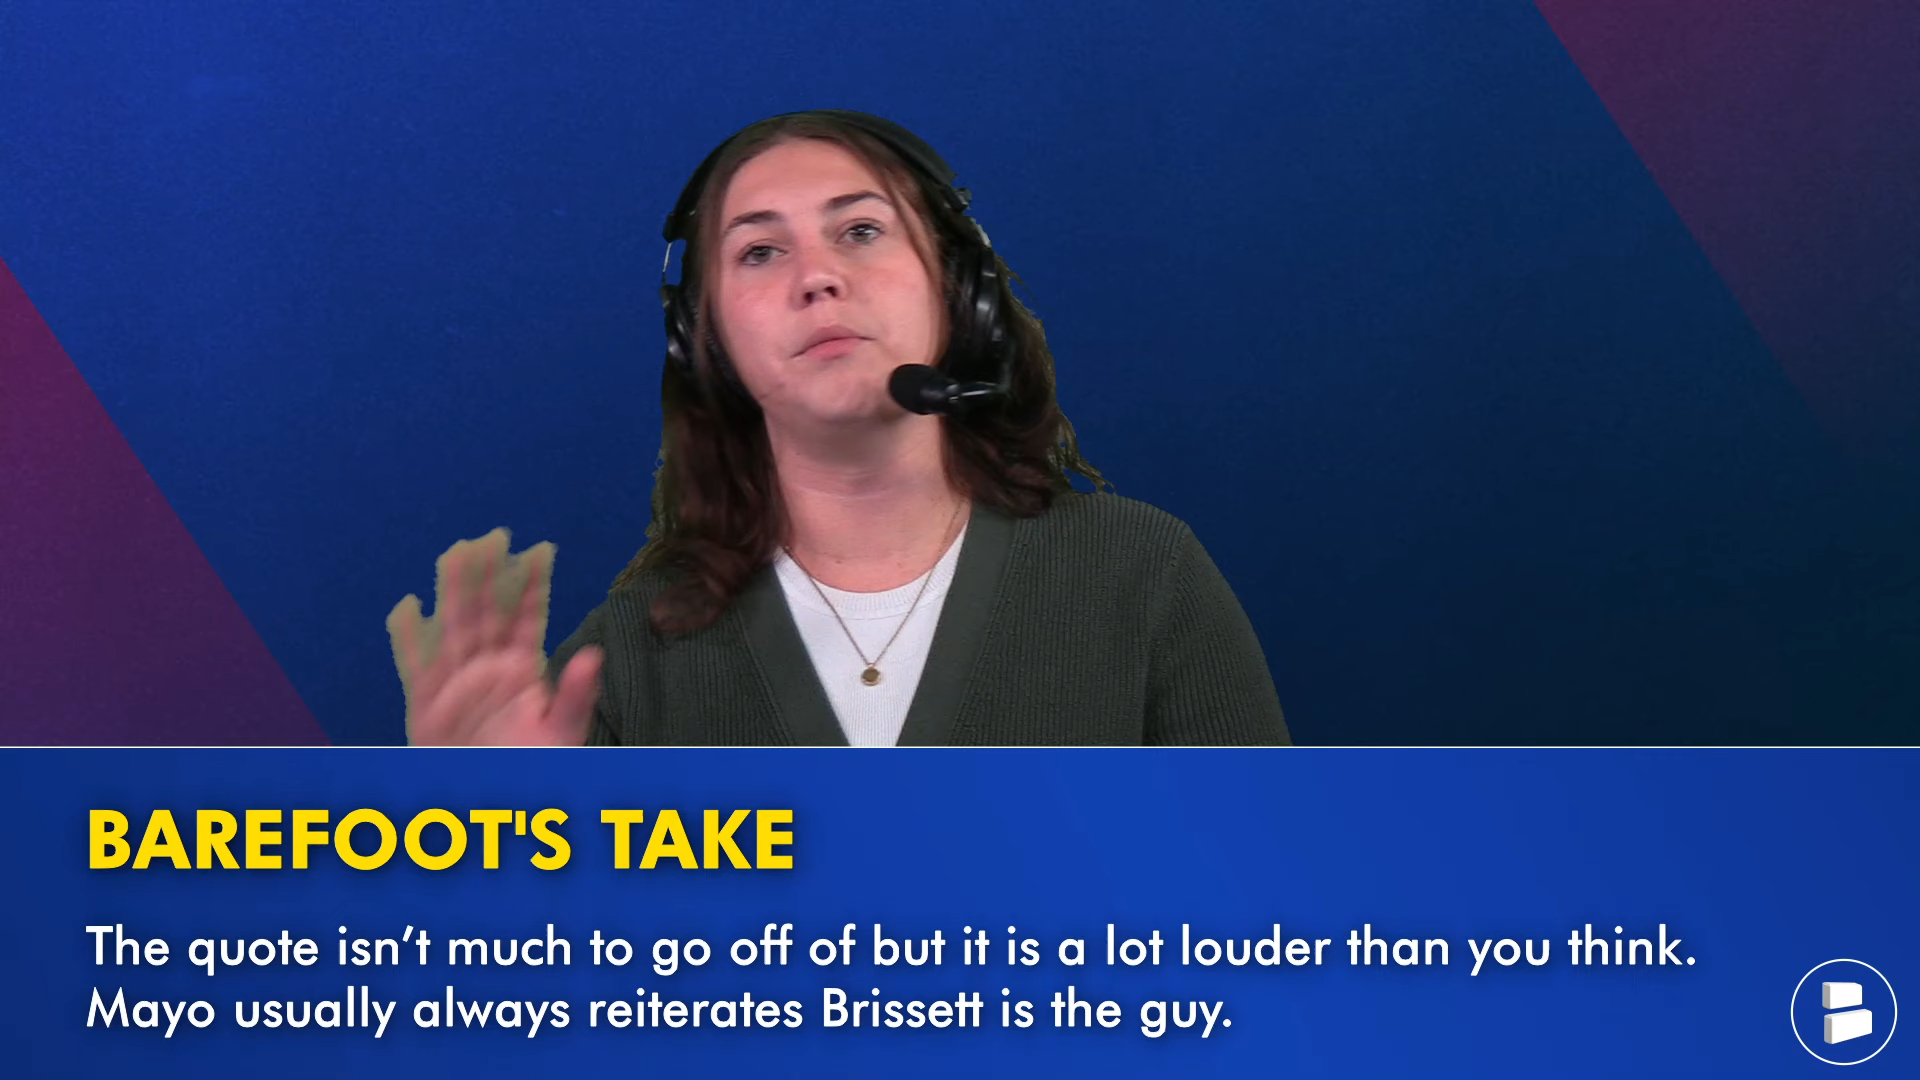 BAREFOOT'S TAKE
The quote isn’t much to go off of but it is a lot louder than you think.
Mayo usually always reiterates Brissett is the guy.